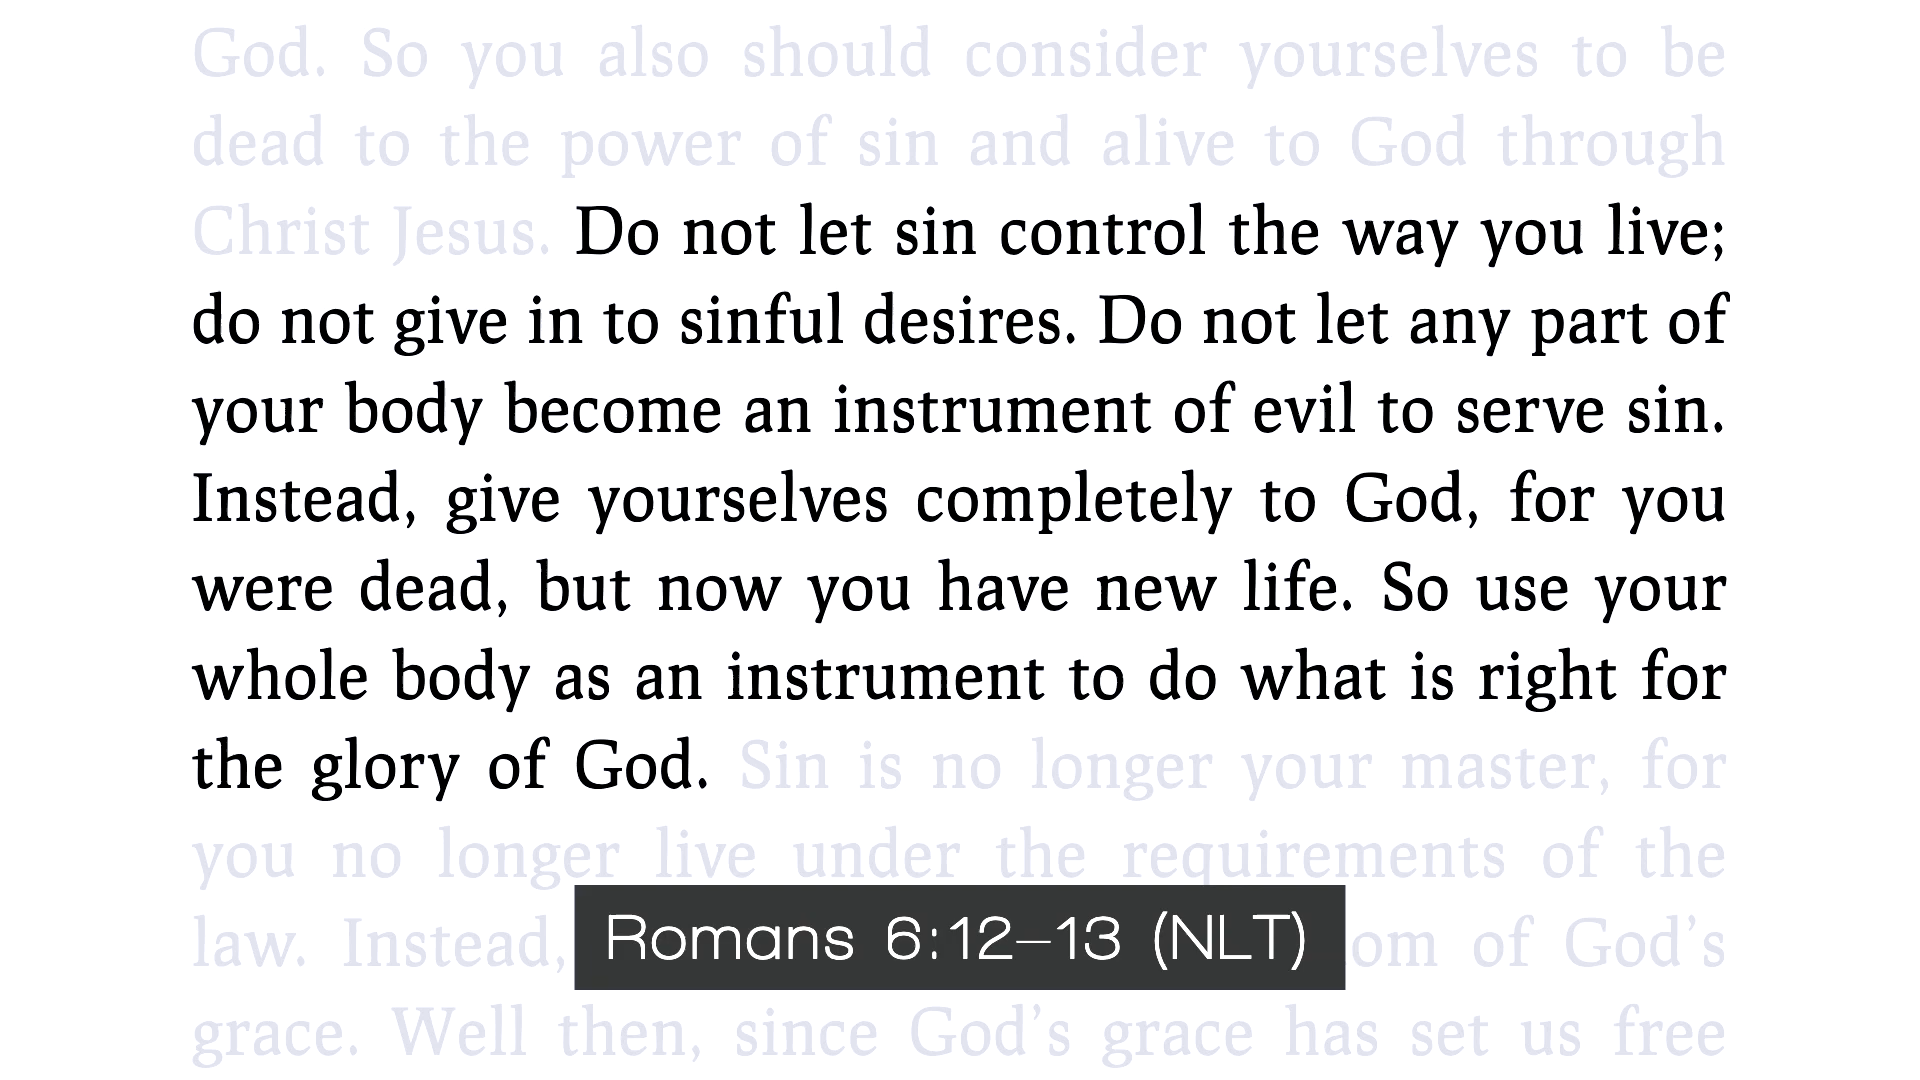 God. So you also should consider yourselves to be
dead to the power of sin and alive to God through
Christ Jesus. Do not let sin control the way you live;
do not give in to sinful desires. Do not let any part of
your body become an instrument of evil to serve sin.
Instead, give yourselves completely to God, for you
were dead, but now you have new life. So use your
whole body as an instrument to do what is right for
the glory of God. Sin is no longer your master, for
you no longer live under the requirements of the
law. Instead, om of God’s
Romans 6:12–13 (NLT)
grace. Well then, since God’s grace has set us free